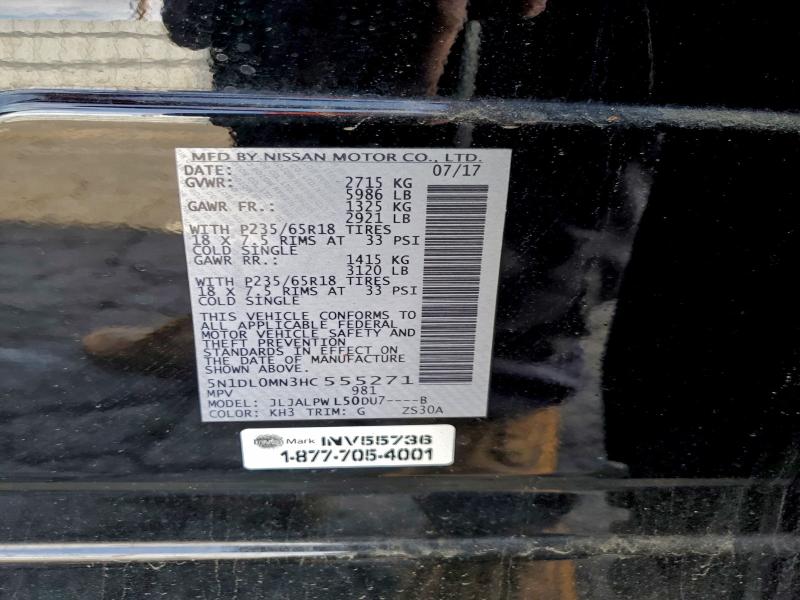 MFD BY NISSAN MOTOR CO., LTD.
DATE: 07/17
GVWR: 2715 KG
5986 LB
GAWR FR.: 1325 KG
2921 LB
WITH P235/65R18 TIRES
18 X 7.5 RIMS AT 33 PSI
COLD SINGLE
GAWR RR.: 1415 KG
3120 LB
WITH P235/65R18 TIRES
18 X 7.5 RIMS AT 33 PSI
COLD SINGLE
THIS VEHICLE CONFORMS TO
ALL APPLICABLE FEDERAL
MOTOR VEHICLE SAFETY AND
THEFT PREVENTION
STANDARDS IN EFFECT ON
THE DATE OF MANUFACTURE
SHOWN ABOVE.
5N1DL0MN3HC555271
MPV 981
MODEL: JLJALPWL50DU7----B
COLOR: KH3 TRIM: G ZS30A
Mark INV55736
1-877-705-4001